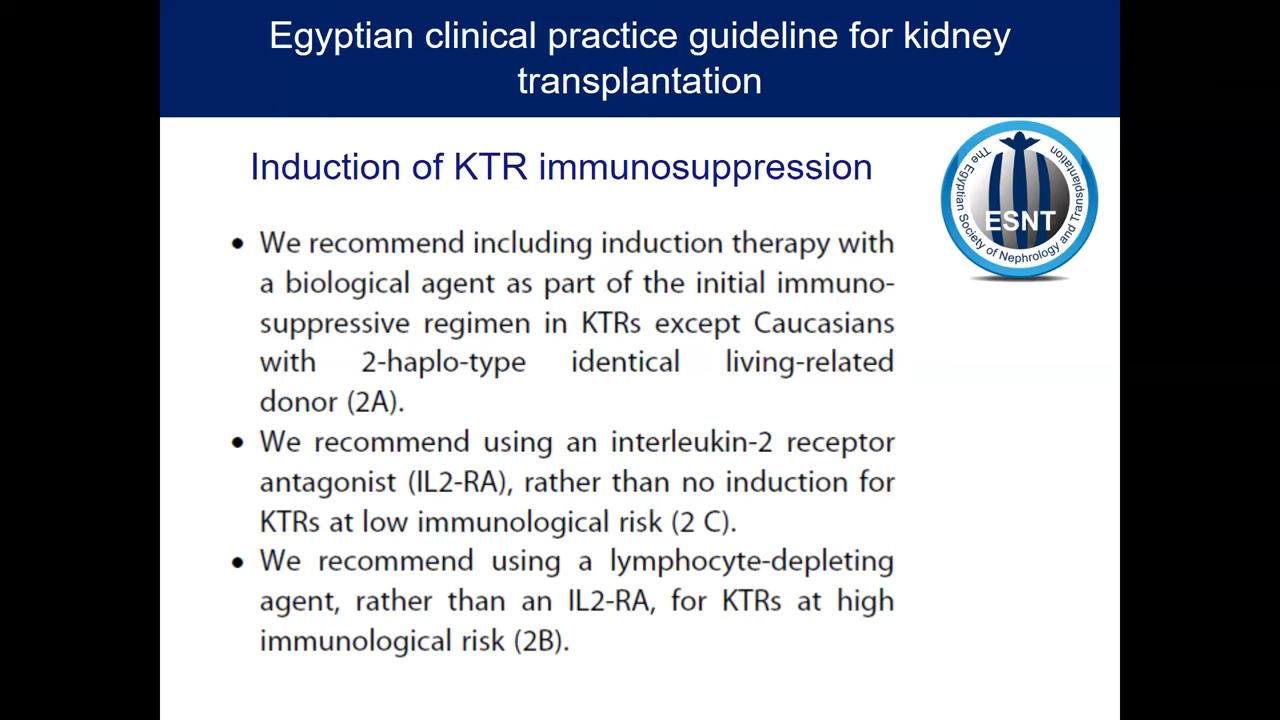 Egyptian clinical practice guideline for kidney
transplantation
Induction of KTR immunosuppression
The Egyptian Society of Nephrology and Transplantation
ESNT
• We recommend including induction therapy with
a biological agent as part of the initial immuno-
suppressive regimen in KTRs except Caucasians
with 2-haplo-type identical living-related
donor (2A).
• We recommend using an interleukin-2 receptor
antagonist (IL2-RA), rather than no induction for
KTRs at low immunological risk (2 C).
• We recommend using a lymphocyte-depleting
agent, rather than an IL2-RA, for KTRs at high
immunological risk (2B).